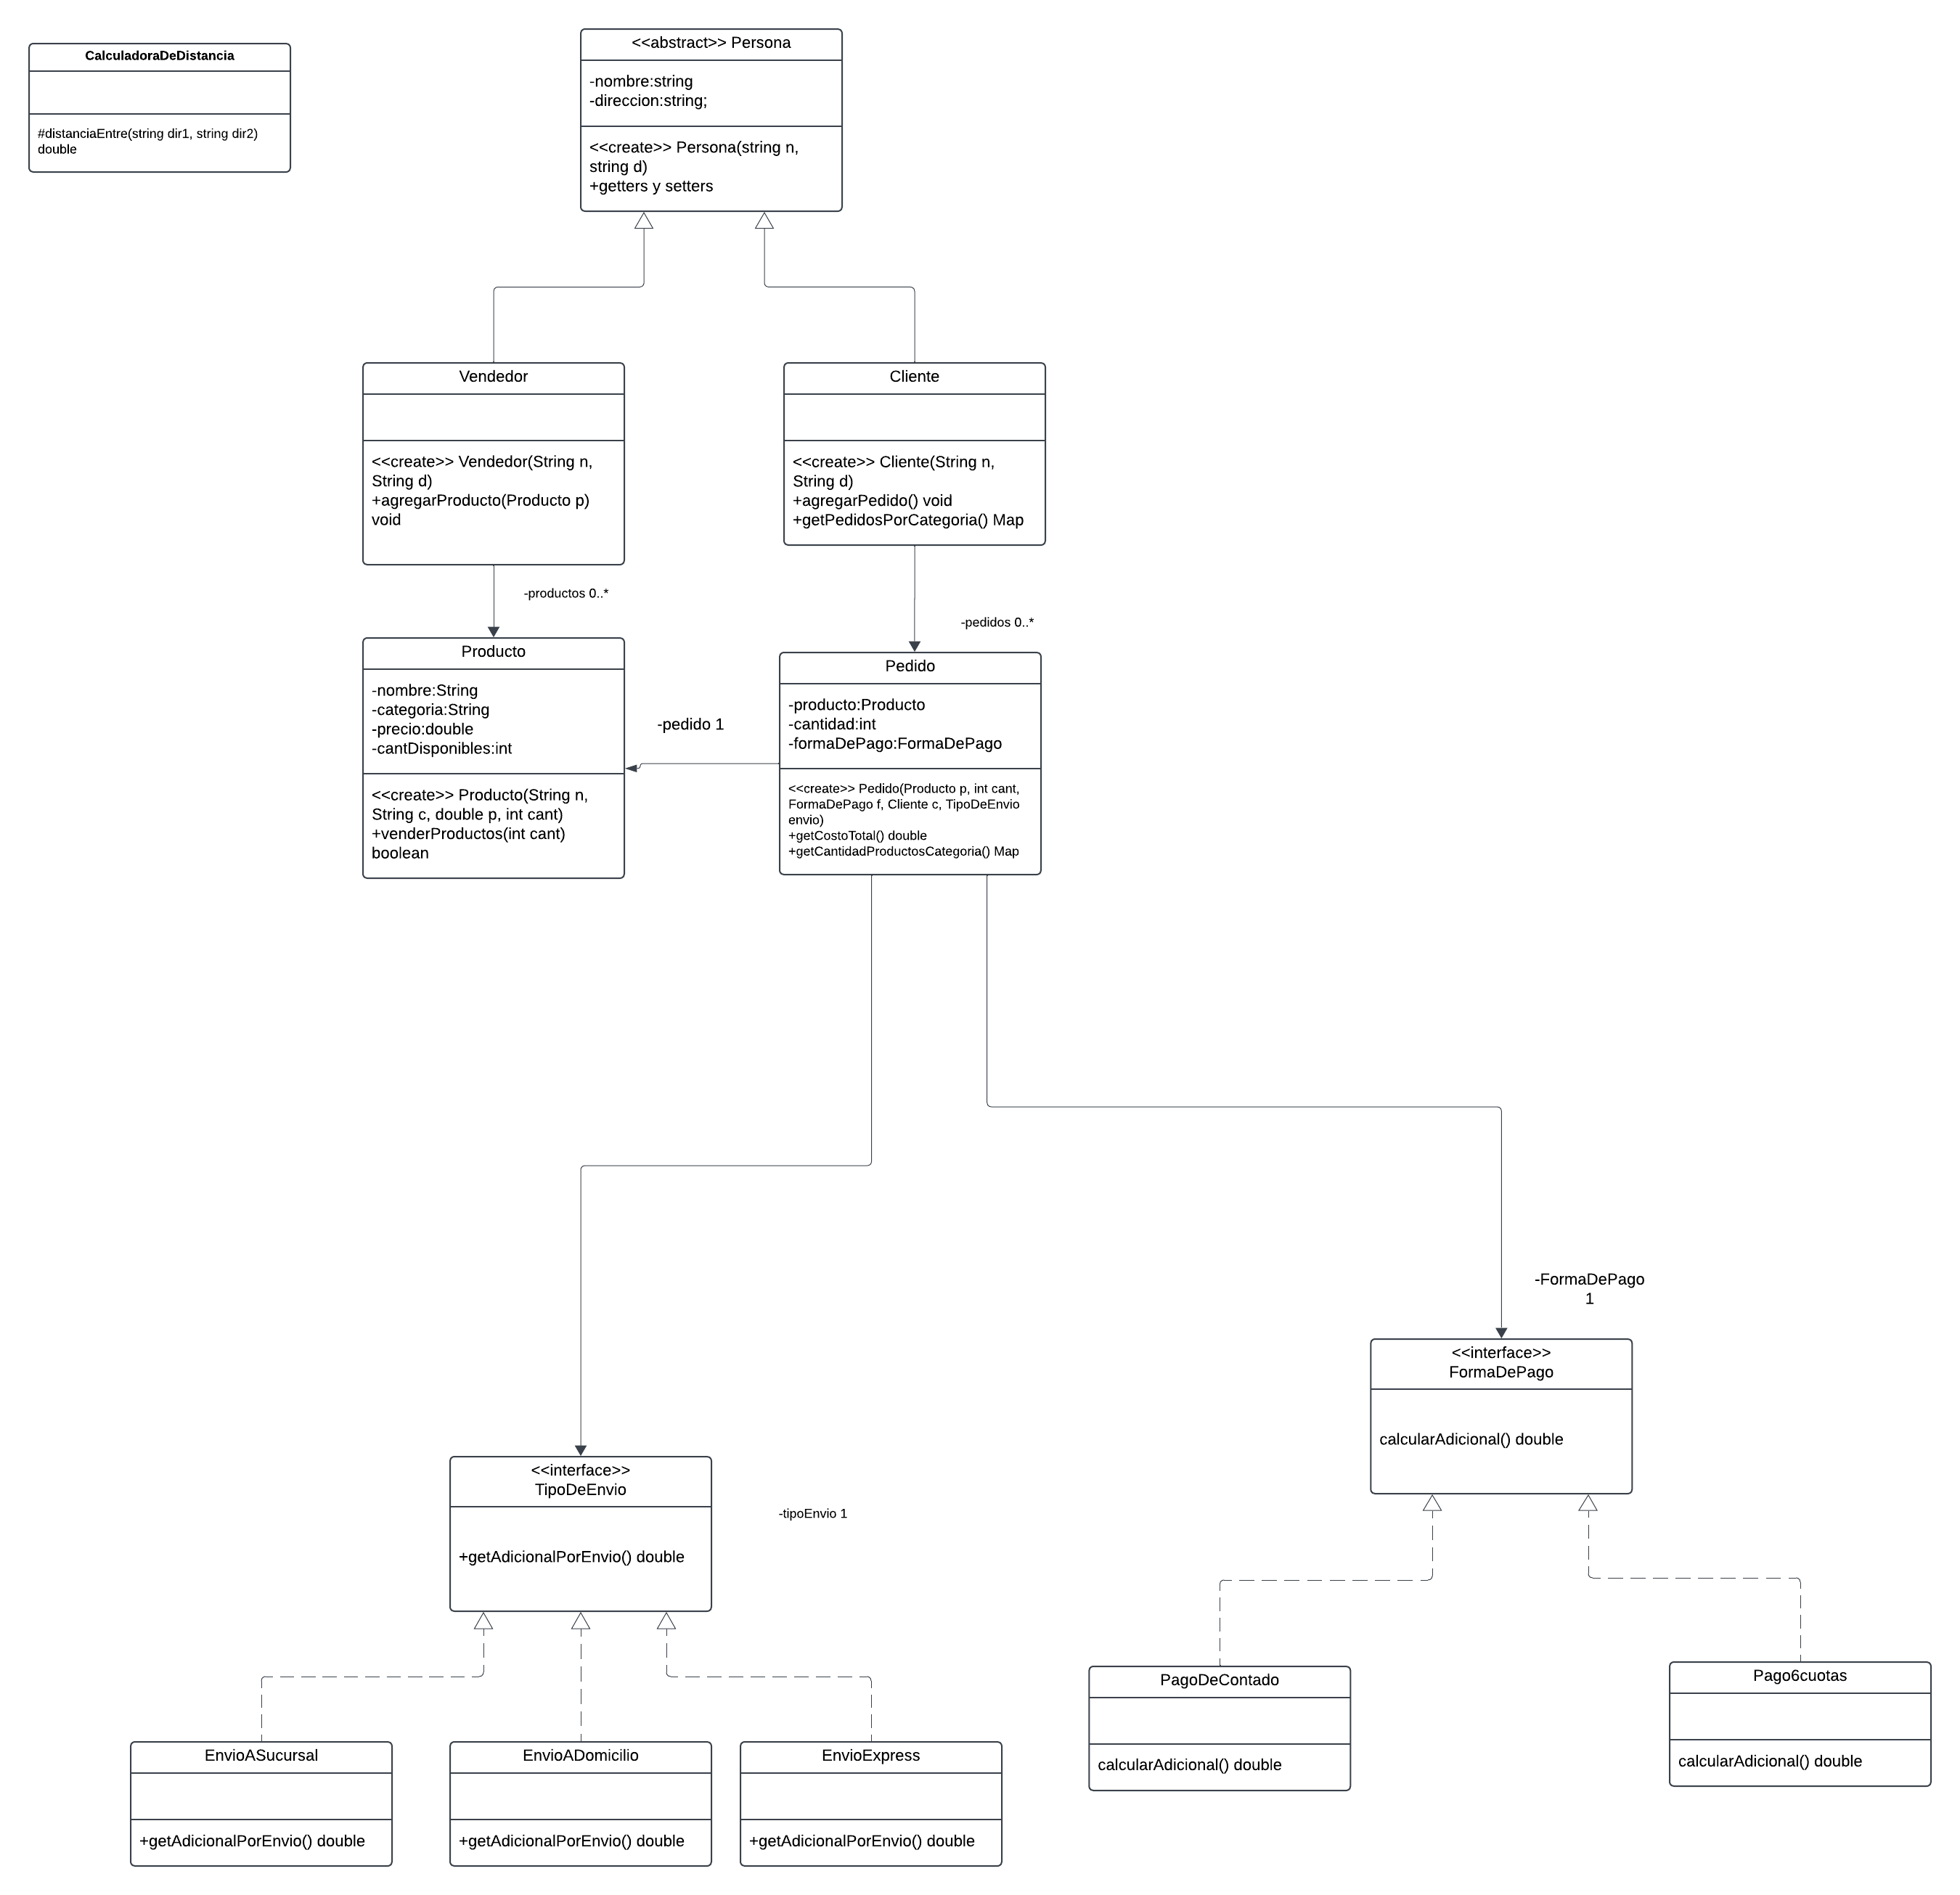 CalculadoraDeDistancia
#distanciaEntre(string dir1, string dir2)
double
<<abstract>> Persona
-nombre:string
-direccion:string;
<<create>> Persona(string n,
string d)
+getters y setters
Vendedor
<<create>> Vendedor(String n,
String d)
+agregarProducto(Producto p)
void
Cliente
<<create>> Cliente(String n,
String d)
+agregarPedido() void
+getPedidosPorCategoria() Map
-productos 0..*
-pedidos 0..*
Producto
-nombre:String
-categoria:String
-precio:double
-cantDisponibles:int
<<create>> Producto(String n,
String c, double p, int cant)
+venderProductos(int cant)
boolean
-pedido 1
Pedido
-producto:Producto
-cantidad:int
-formaDePago:FormaDePago
<<create>> Pedido(Producto p, int cant,
FormaDePago f, Cliente c, TipoDeEnvio
envio)
+getCostoTotal() double
+getCantidadProductosCategoria() Map
-FormaDePago
1
<<interface>>
FormaDePago
calcularAdicional() double
<<interface>>
TipoDeEnvio
+getAdicionalPorEnvio() double
-tipoEnvio 1
PagoDeContado
calcularAdicional() double
Pago6cuotas
calcularAdicional() double
EnvioASucursal
+getAdicionalPorEnvio() double
EnvioADomicilio
+getAdicionalPorEnvio() double
EnvioExpress
+getAdicionalPorEnvio() double